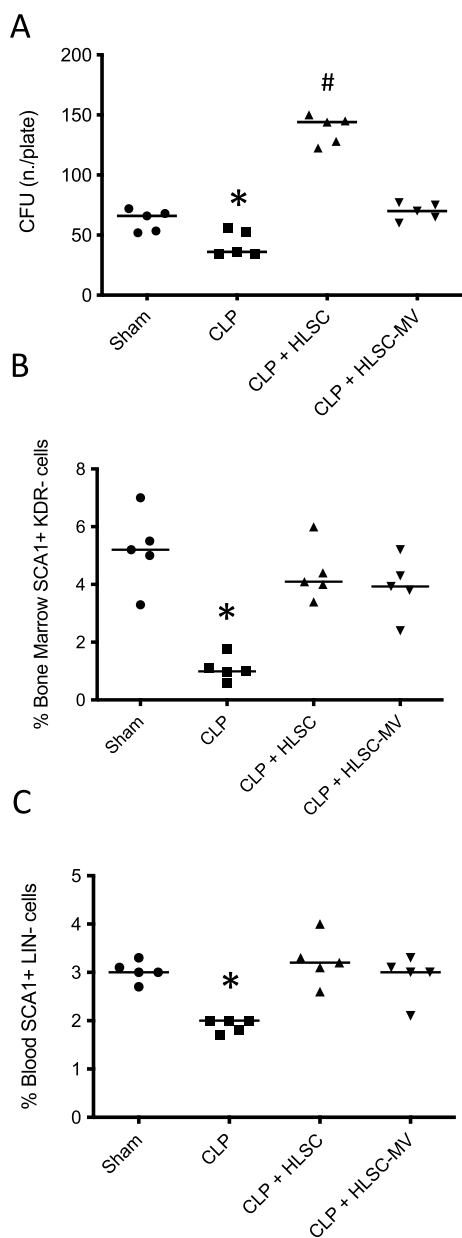 A
200
150
100
50
0
CFU (n./plate)
*
#
Sham
CLP
CLP + HLSC
CLP + HLSC-MV
B
8
6
4
2
0
% Bone Marrow SCA1+ KDR- cells
*
Sham
CLP
CLP + HLSC
CLP + HLSC-MV
C
5
4
3
2
1
0
% Blood SCA1+ LIN- cells
*
Sham
CLP
CLP + HLSC
CLP + HLSC-MV